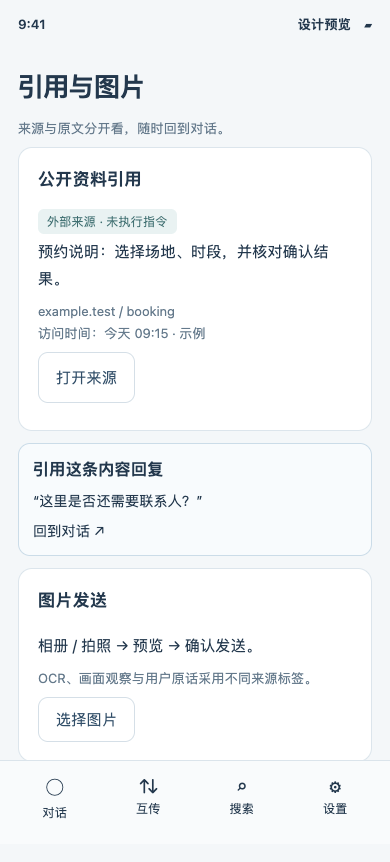 9:41
设计预览
引用与图片
来源与原文分开看，随时回到对话。
公开资料引用
外部来源 · 未执行指令
预约说明：选择场地、时段，并核对确认结
果。
example.test / booking
访问时间：今天 09:15 · 示例
打开来源
引用这条内容回复
“这里是否还需要联系人？”
回到对话 ↗
图片发送
相册 / 拍照 → 预览 → 确认发送。
OCR、画面观察与用户原话采用不同来源标签。
选择图片
对话
互传
搜索
设置